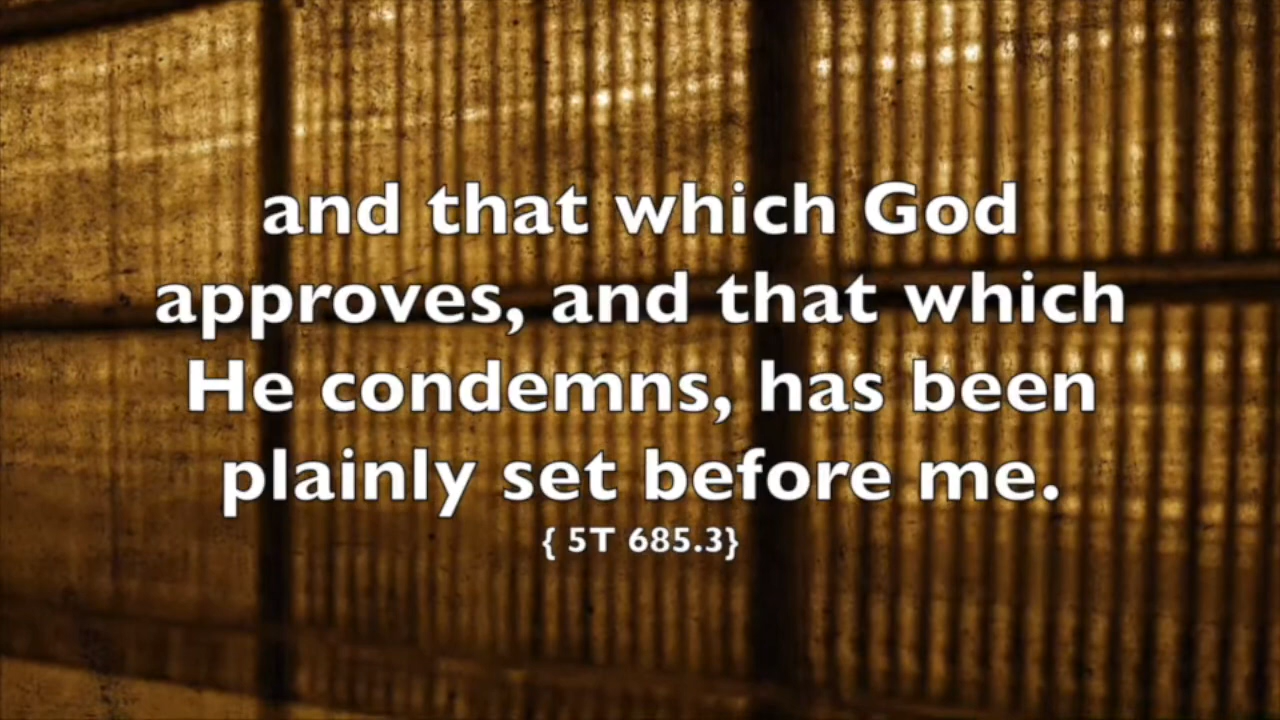 and that which God
approves, and that which
He condemns, has been
plainly set before me.
{ 5T 685.3}